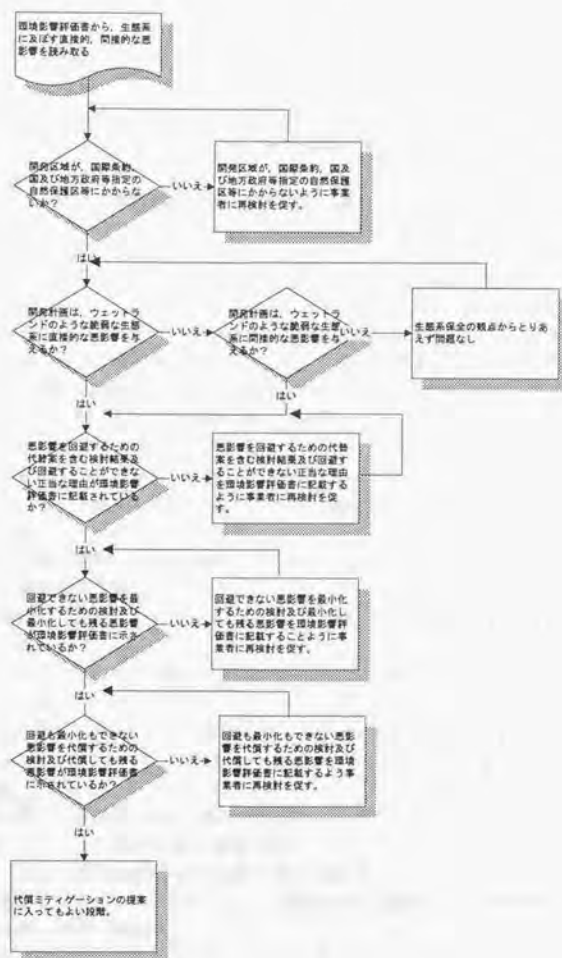 環境影響評価書から，生態系
に及ぼす直接的，間接的な悪
影響を読み取る
開発区域が，国際条約，
国及び地方政府等指定の
自然保護区等にかからな
いか？
いいえ
開発区域が，国際条約，国及
び地方政府等指定の自然保護
区等にかからないように事業
者に再検討を促す。
はい
開発計画は，ウェットラ
ンドのような脆弱な生態
系に直接的な悪影響を与
えるか？
いいえ
開発計画は，ウェットラ
ンドのような脆弱な生態
系に間接的な悪影響を与
えるか？
いいえ
生態系保全の観点からとりあ
えず問題なし
はい
はい
悪影響を回避するための
代替案を含む検討結果及
び回避することができな
い正当な理由が環境影響
評価書に記載されている
か？
いいえ
悪影響を回避するための代替
案を含む検討結果及び回避す
ることができない正当な理由
を環境影響評価書に記載する
ように事業者に再検討を促
す。
はい
回避できない悪影響を最
小化するための検討及び
最小化しても残る悪影響
が環境影響評価書に示さ
れているか？
いいえ
回避できない悪影響を最小化
するための検討及び最小化し
ても残る悪影響を環境影響評
価書に記載することように事
業者に再検討を促す。
はい
回避も最小化もできない
悪影響を代償するための
検討及び代償しても残る
悪影響が環境影響評価書
に示されているか？
いいえ
回避も最小化もできない悪影
響を代償するための検討及び
代償しても残る悪影響を環境
影響評価書に記載するよう事
業者に再検討を促す。
はい
代償ミティゲーションの提案
に入ってもよい段階。